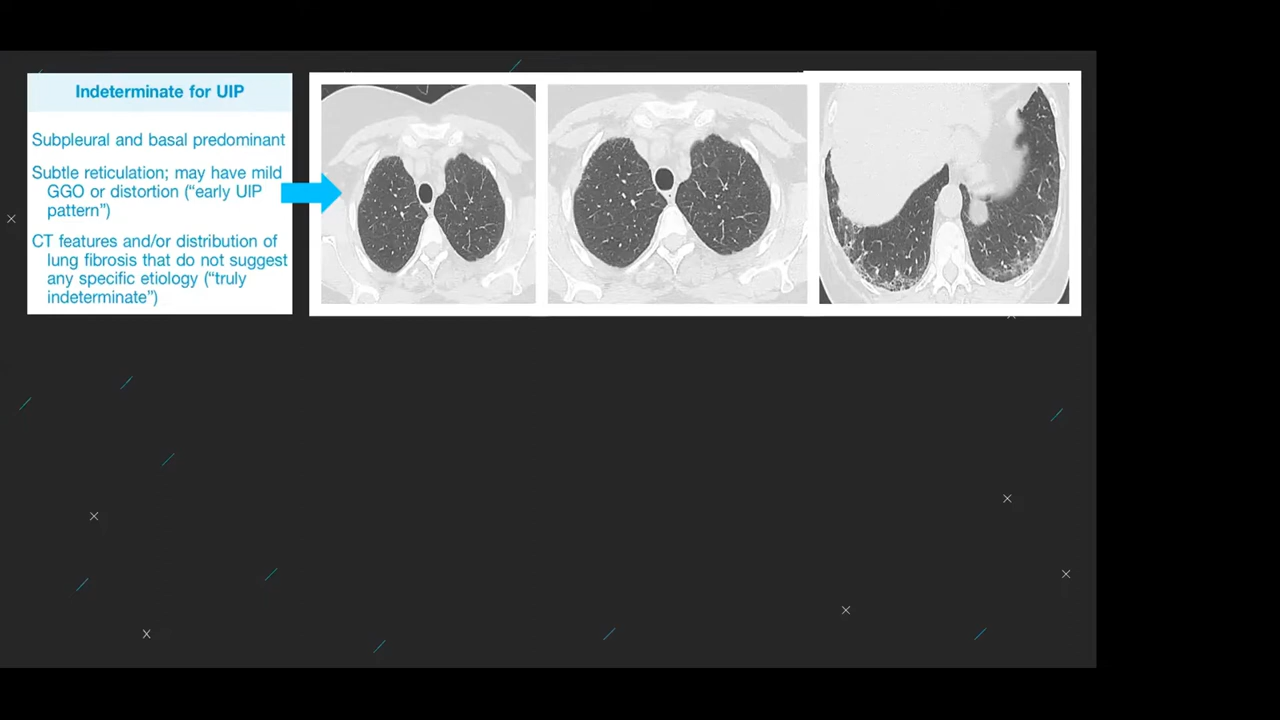 Indeterminate for UIP
Subpleural and basal predominant
Subtle reticulation; may have mild
GGO or distortion (“early UIP
pattern”)
CT features and/or distribution of
lung fibrosis that do not suggest
any specific etiology (“truly
indeterminate”)